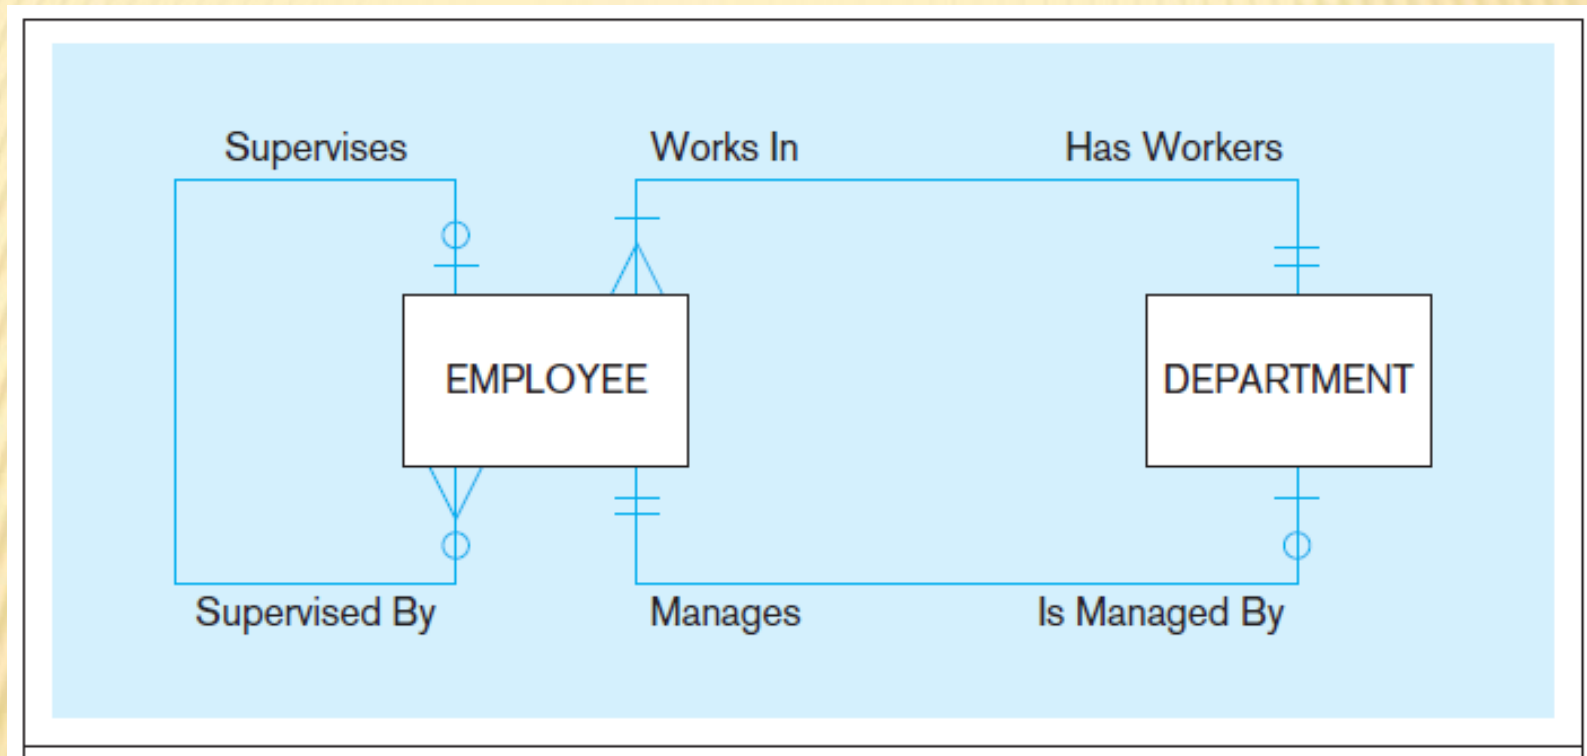 Supervises
Works In
Has Workers
EMPLOYEE
DEPARTMENT
Supervised By
Manages
Is Managed By